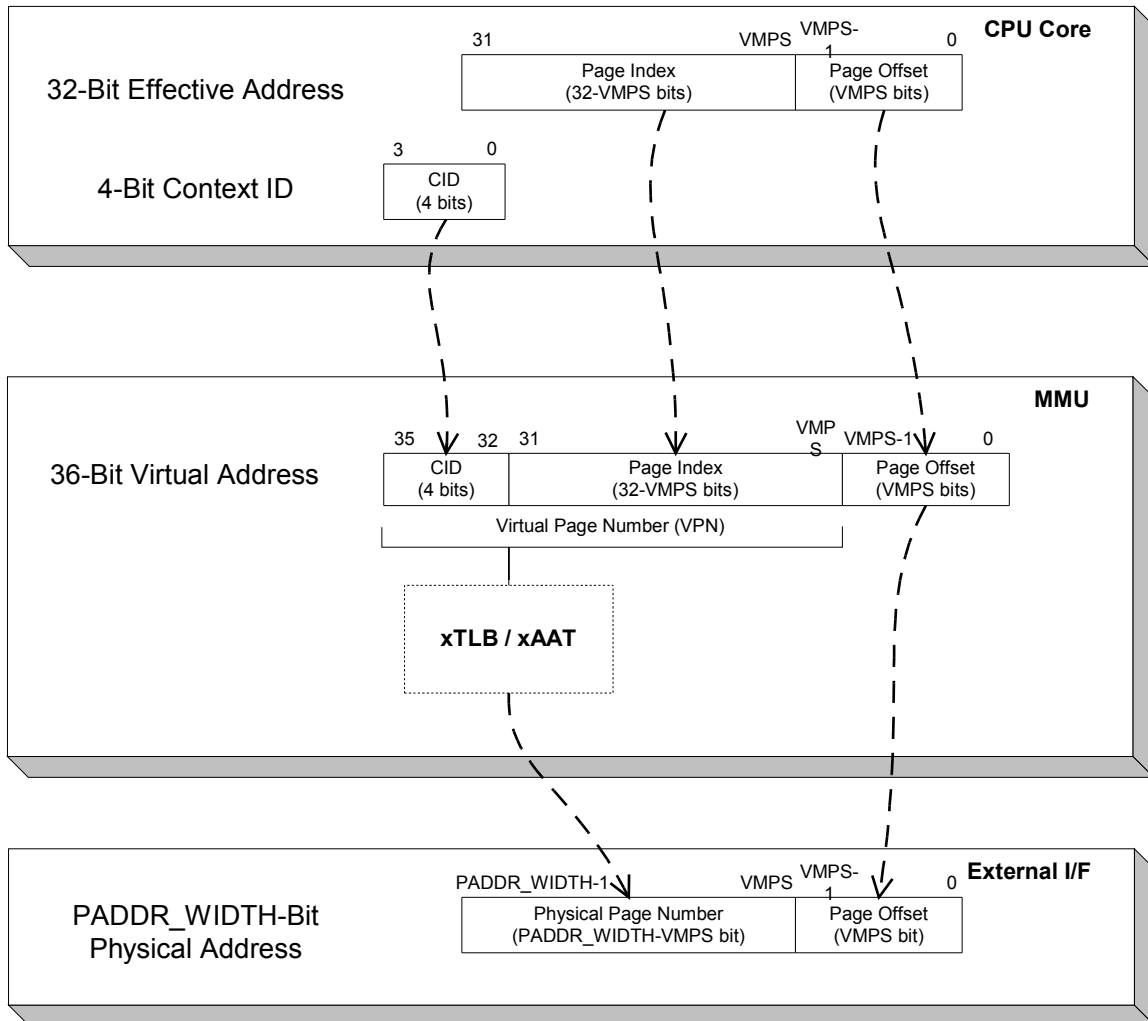 CPU Core
31
VMPS
VMPS-
1
0
32-Bit Effective Address
Page Index
(32-VMPS bits)
Page Offset
(VMPS bits)
3
0
4-Bit Context ID
CID
(4 bits)
MMU
35
32
31
VMP
S
VMPS-1
0
36-Bit Virtual Address
CID
(4 bits)
Page Index
(32-VMPS bits)
Page Offset
(VMPS bits)
Virtual Page Number (VPN)
xTLB / xAAT
External I/F
PADDR_WIDTH-1
VMPS
VMPS-
1
0
PADDR_WIDTH-Bit
Physical Address
Physical Page Number
(PADDR_WIDTH-VMPS bit)
Page Offset
(VMPS bit)